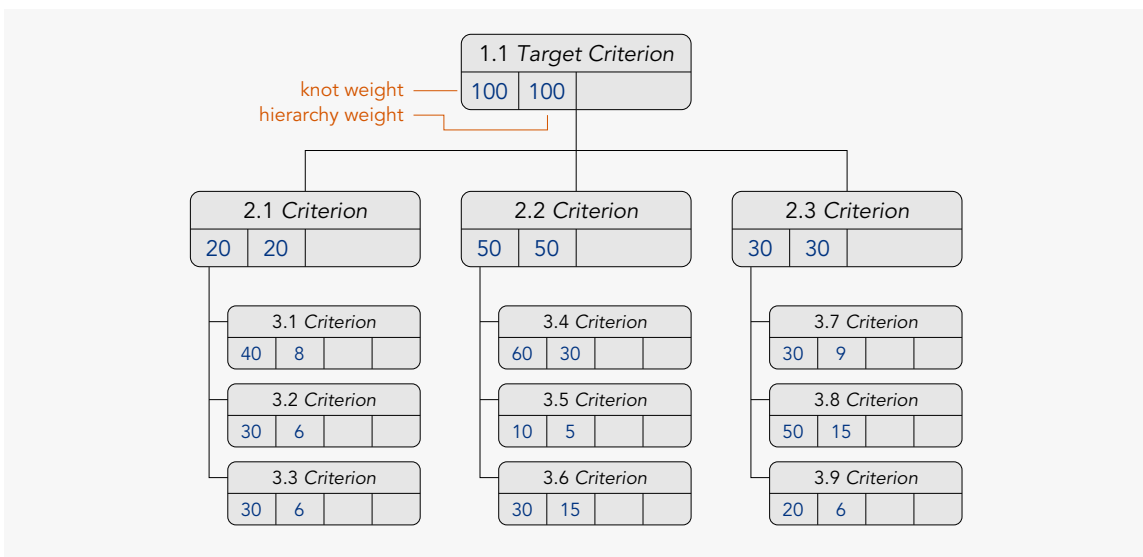 1.1 Target Criterion
knot weight
100 100
hierarchy weight
2.1 Criterion
20 20
2.2 Criterion
50 50
2.3 Criterion
30 30
3.1 Criterion
40 8
3.2 Criterion
30 6
3.3 Criterion
30 6
3.4 Criterion
60 30
3.5 Criterion
10 5
3.6 Criterion
30 15
3.7 Criterion
30 9
3.8 Criterion
50 15
3.9 Criterion
20 6